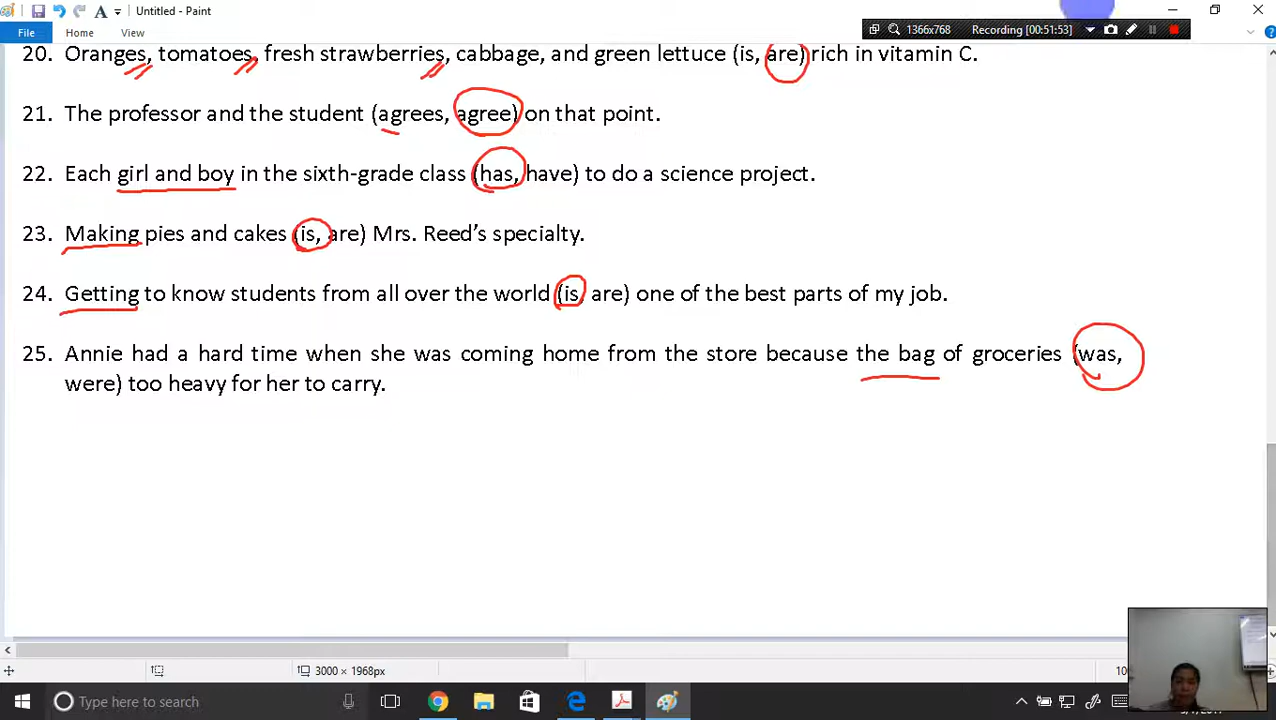 Untitled - Paint
1366x768
Recording [00:51:53]
File
Home
View
20. Oranges, tomatoes, fresh strawberries, cabbage, and green lettuce (is, are) rich in vitamin C.
21. The professor and the student (agrees, agree) on that point.
22. Each girl and boy in the sixth-grade class (has, have) to do a science project.
23. Making pies and cakes (is, are) Mrs. Reed’s specialty.
24. Getting to know students from all over the world (is, are) one of the best parts of my job.
25. Annie had a hard time when she was coming home from the store because the bag of groceries (was,
were) too heavy for her to carry.
3000 × 1968px
Type here to search